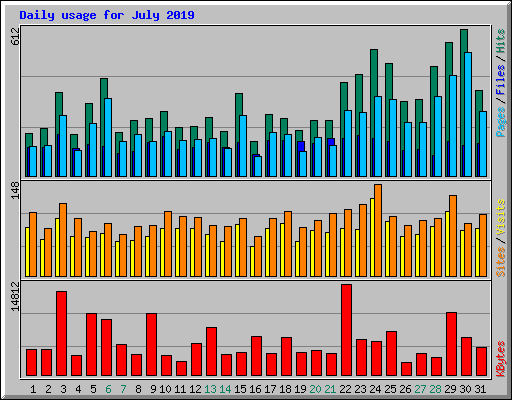 Daily usage for July 2019
612
Pages / Files / Hits
148
Sites / Visits
14812
KBytes
1 2 3 4 5 6 7 8 9 10 11 12 13 14 15 16 17 18 19 20 21 22 23 24 25 26 27 28 29 30 31